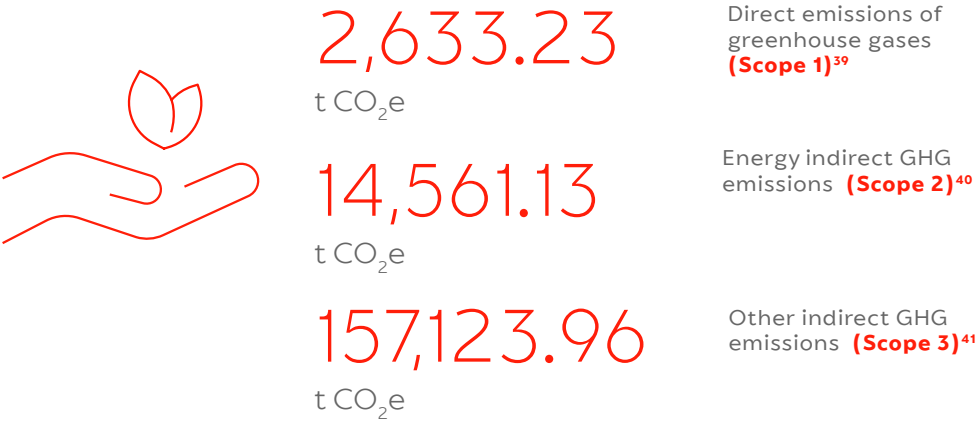 2,633.23
t CO₂e
Direct emissions of
greenhouse gases
(Scope 1)³⁹
14,561.13
t CO₂e
Energy indirect GHG
emissions (Scope 2)⁴⁰
157,123.96
t CO₂e
Other indirect GHG
emissions (Scope 3)⁴¹